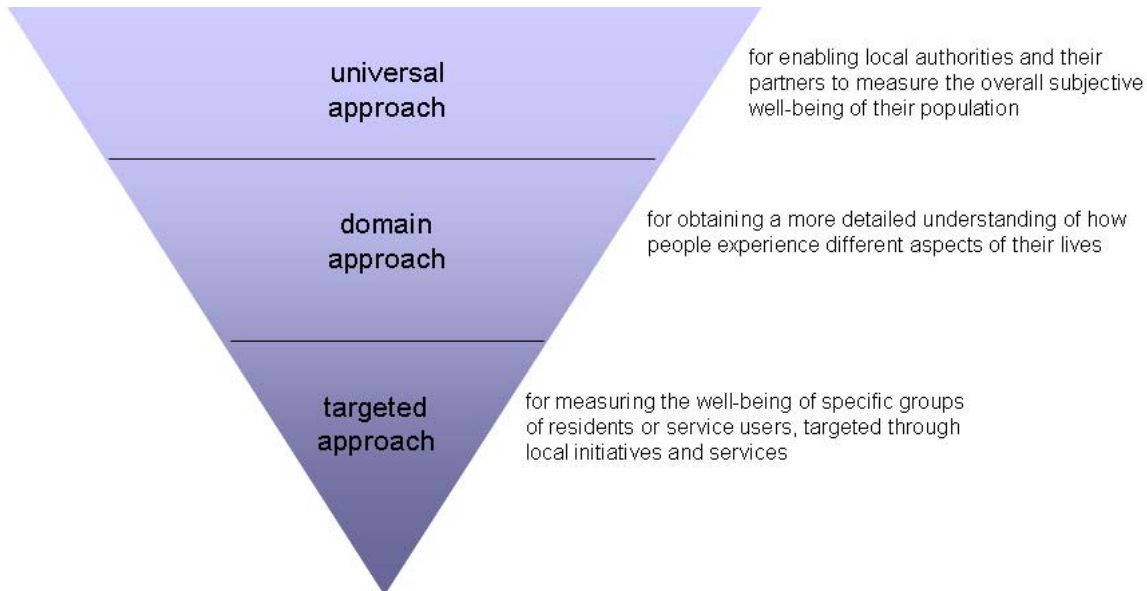 universal
approach
for enabling local authorities and their
partners to measure the overall subjective
well-being of their population
domain
approach
for obtaining a more detailed understanding of how
people experience different aspects of their lives
targeted
approach
for measuring the well-being of specific groups
of residents or service users, targeted through
local initiatives and services